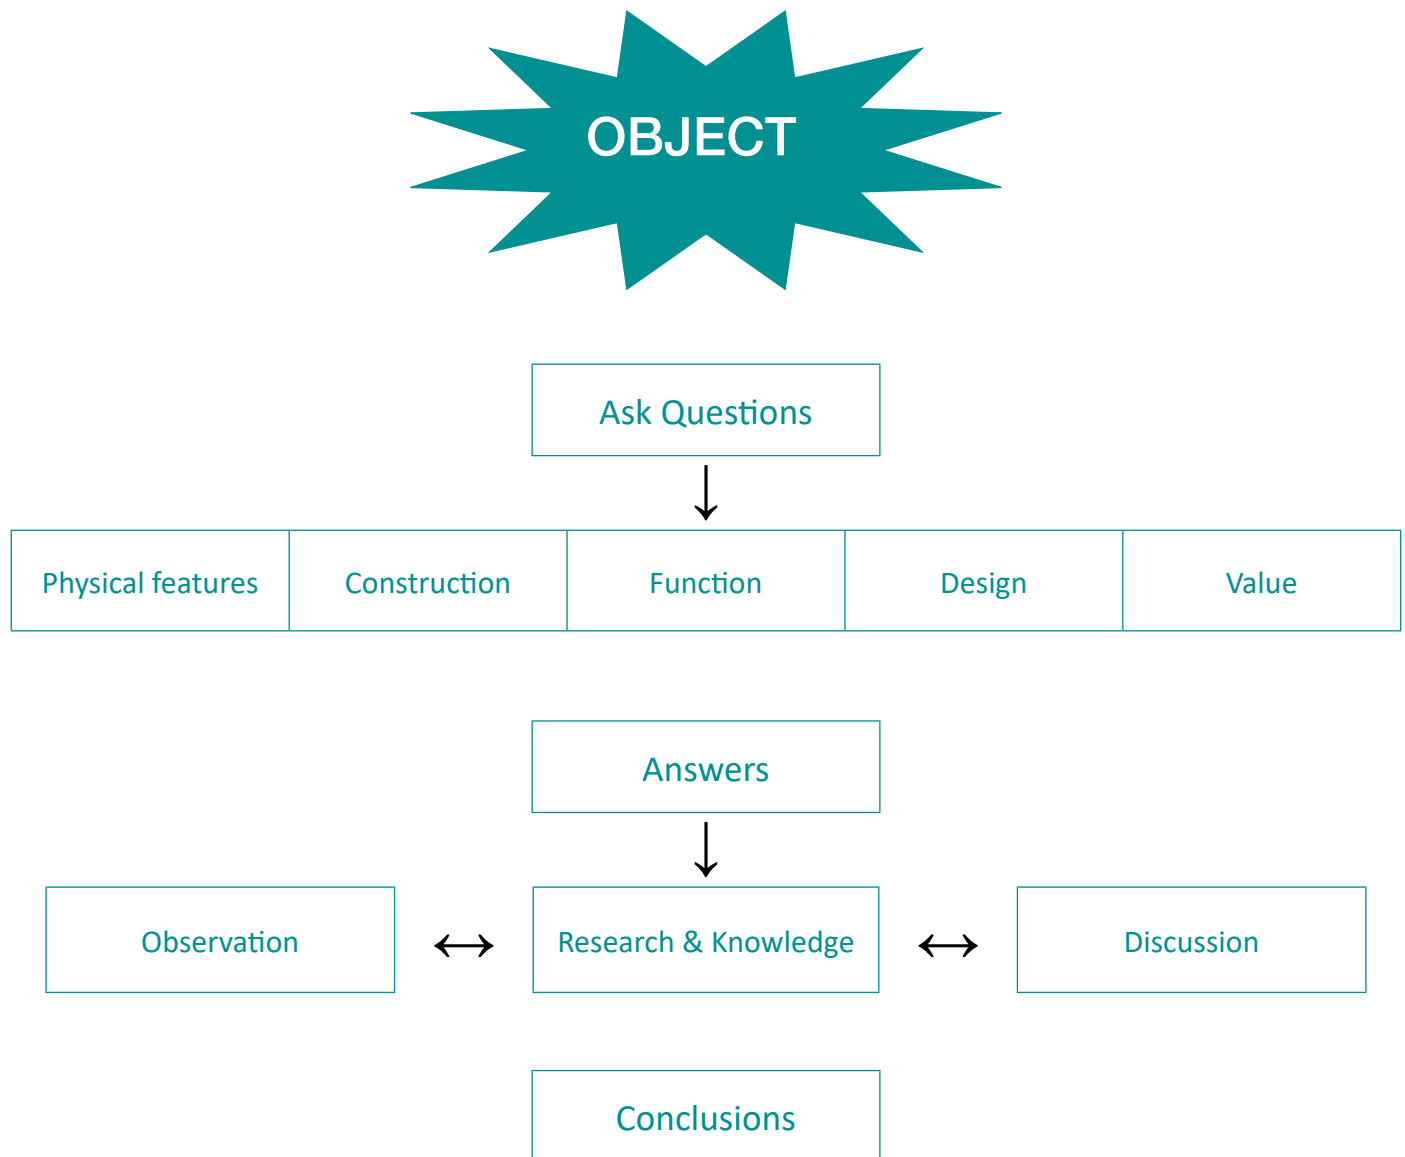 OBJECT
Ask Questions
Physical features
Construction
Function
Design
Value
Answers
Observation
Research & Knowledge
Discussion
Conclusions